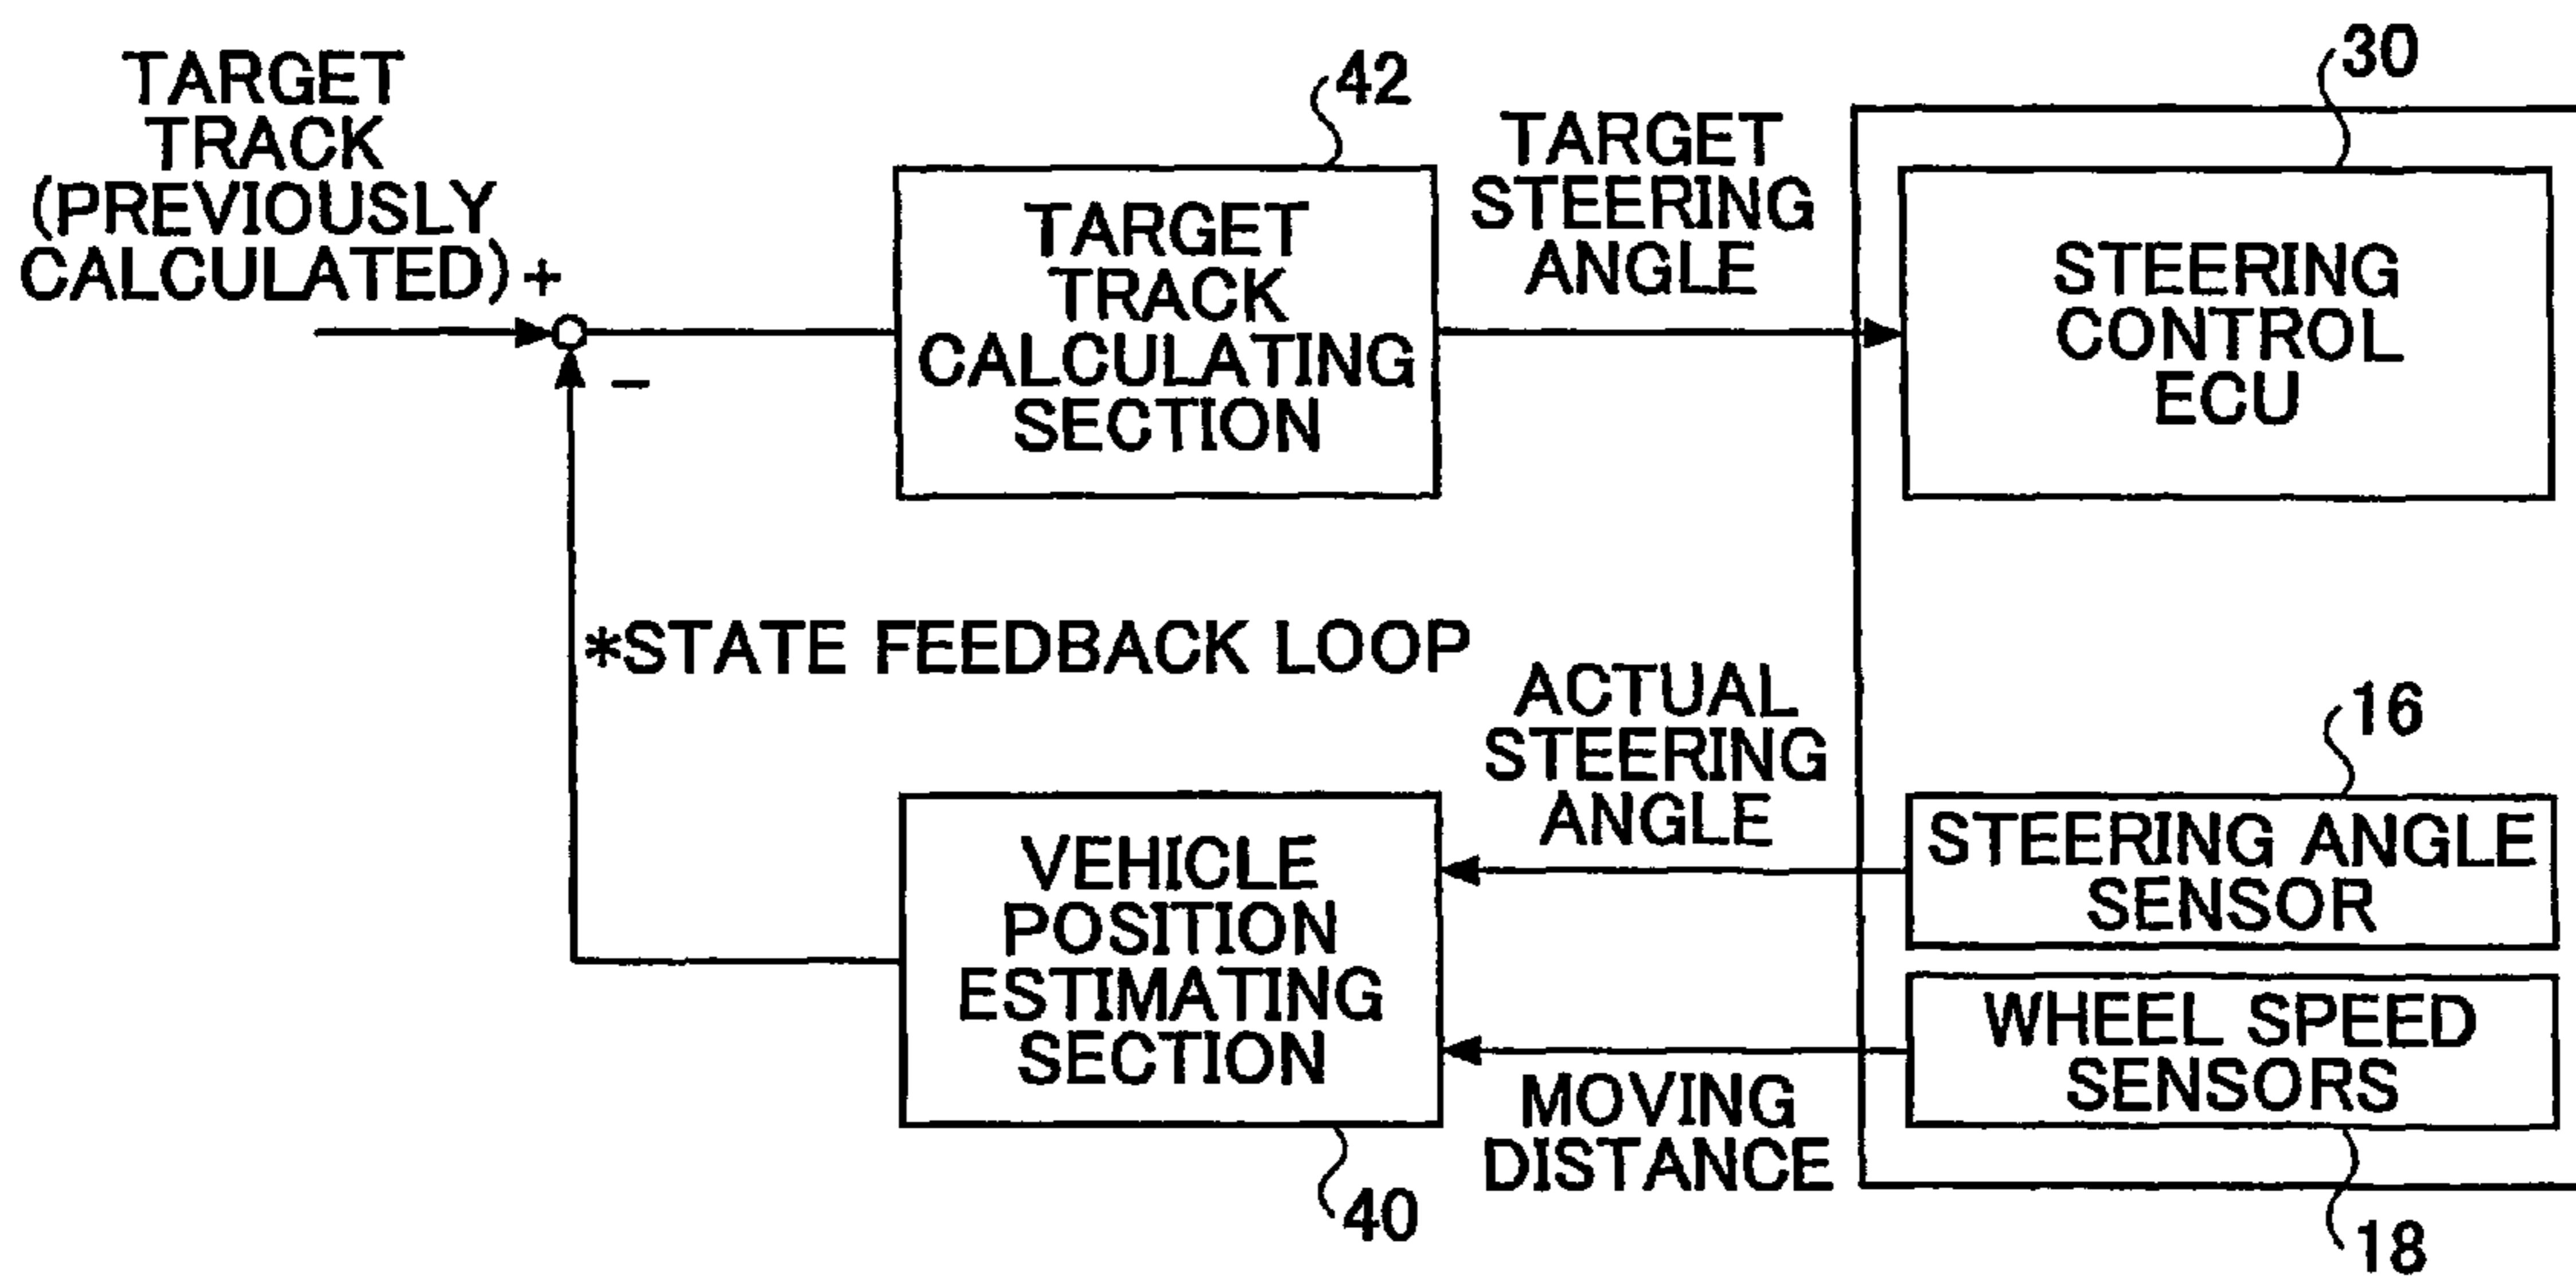 TARGET
TRACK
(PREVIOUSLY
CALCULATED) +
−
42
TARGET
TRACK
CALCULATING
SECTION
TARGET
STEERING
ANGLE
30
STEERING
CONTROL
ECU
*STATE FEEDBACK LOOP
ACTUAL
STEERING
ANGLE
16
STEERING ANGLE
SENSOR
VEHICLE
POSITION
ESTIMATING
SECTION
40
MOVING
DISTANCE
WHEEL SPEED
SENSORS
18